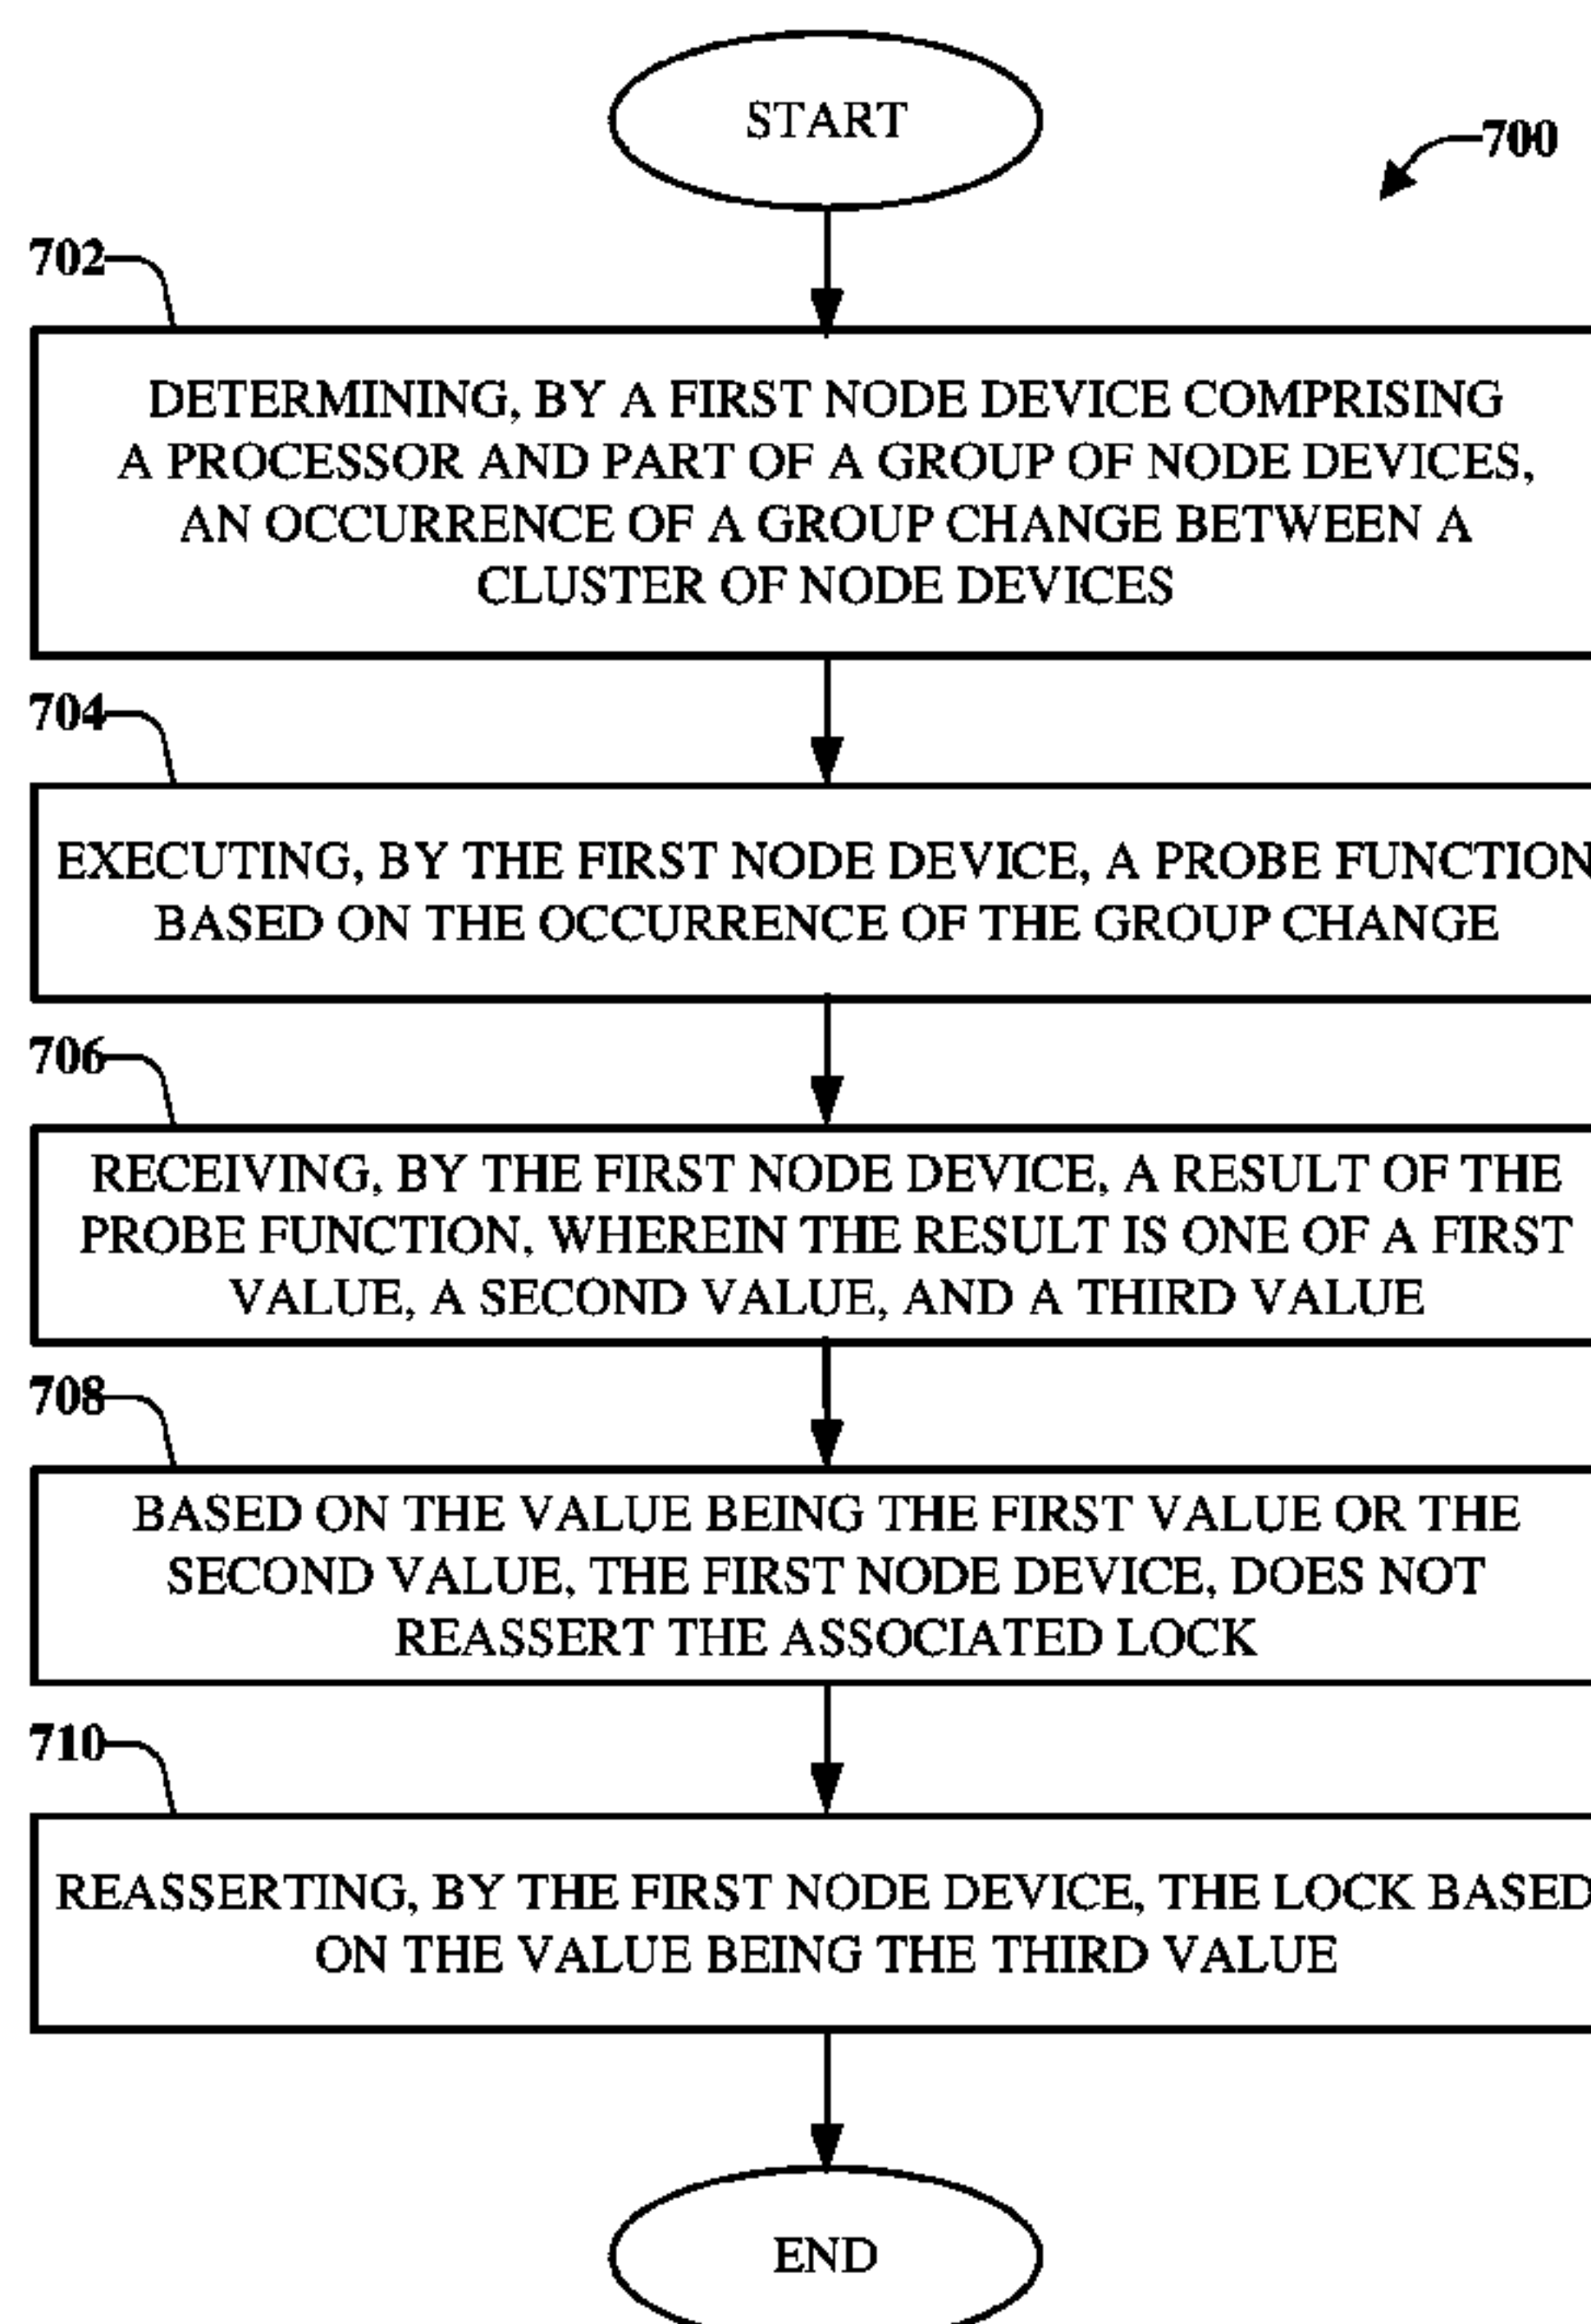 START
700
702
DETERMINING, BY A FIRST NODE DEVICE COMPRISING
A PROCESSOR AND PART OF A GROUP OF NODE DEVICES,
AN OCCURRENCE OF A GROUP CHANGE BETWEEN A
CLUSTER OF NODE DEVICES
704
EXECUTING, BY THE FIRST NODE DEVICE, A PROBE FUNCTION
BASED ON THE OCCURRENCE OF THE GROUP CHANGE
706
RECEIVING, BY THE FIRST NODE DEVICE, A RESULT OF THE
PROBE FUNCTION, WHEREIN THE RESULT IS ONE OF A FIRST
VALUE, A SECOND VALUE, AND A THIRD VALUE
708
BASED ON THE VALUE BEING THE FIRST VALUE OR THE
SECOND VALUE, THE FIRST NODE DEVICE, DOES NOT
REASSERT THE ASSOCIATED LOCK
710
REASSERTING, BY THE FIRST NODE DEVICE, THE LOCK BASED
ON THE VALUE BEING THE THIRD VALUE
END